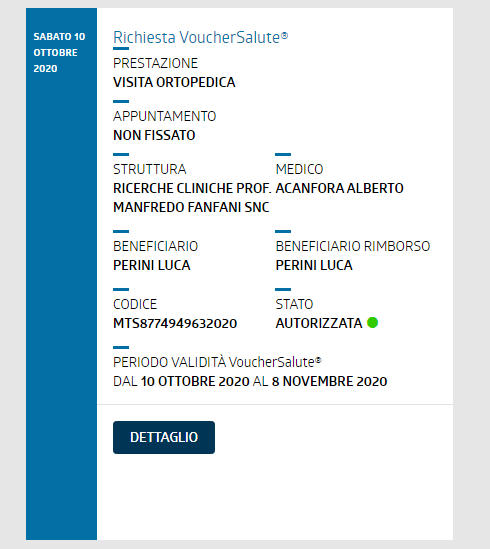 SABATO 10
OTTOBRE
2020
Richiesta VoucherSalute®
PRESTAZIONE
VISITA ORTOPEDICA
APPUNTAMENTO
NON FISSATO
STRUTTURA
RICERCHE CLINICHE PROF.
MANFREDO FANFANI SNC
MEDICO
ACANFORA ALBERTO
BENEFICIARIO
PERINI LUCA
BENEFICIARIO RIMBORSO
PERINI LUCA
CODICE
MTS8774949632020
STATO
AUTORIZZATA
PERIODO VALIDITÀ VoucherSalute®
DAL 10 OTTOBRE 2020 AL 8 NOVEMBRE 2020
DETTAGLIO